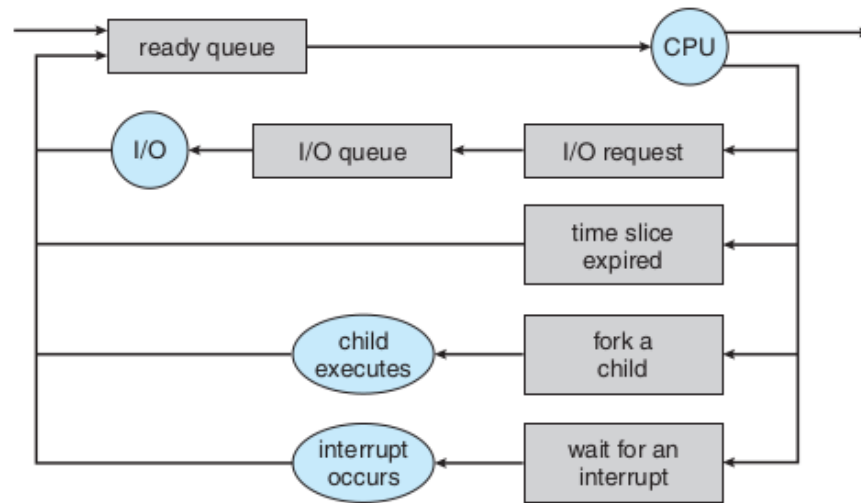 ready queue
CPU
I/O
I/O queue
I/O request
time slice
expired
child
executes
fork a
child
interrupt
occurs
wait for an
interrupt